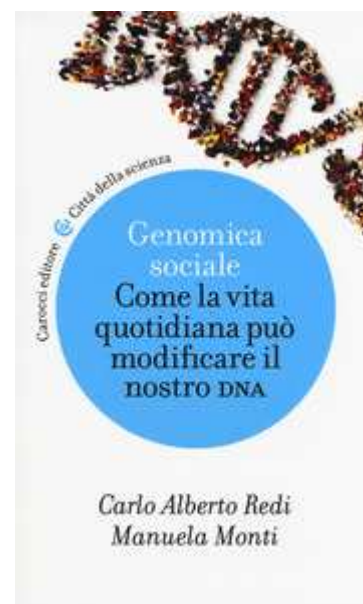 Carocci editore Città della scienza
Genomica
sociale
Come la vita
quotidiana può
modificare il
nostro DNA
Carlo Alberto Redi
Manuela Monti